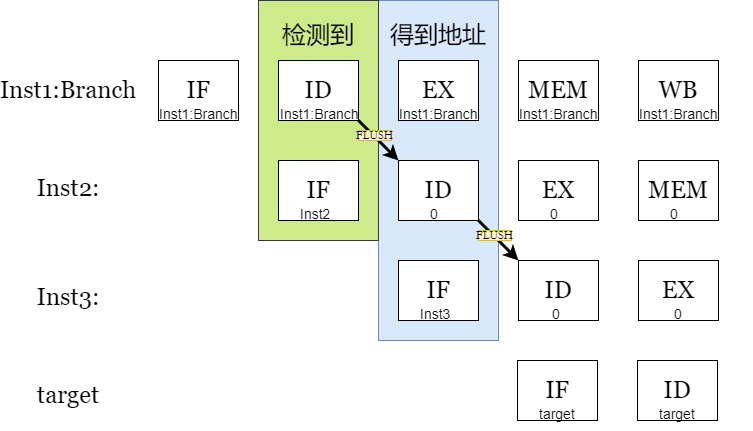 检测到 得到地址
Inst1:Branch IF ID EX MEM WB
Inst1:Branch Inst1:Branch Inst1:Branch Inst1:Branch Inst1:Branch
FLUSH
Inst2: IF ID EX MEM
Inst2 0 0 0
FLUSH
Inst3: IF ID EX
Inst3 0 0
target IF ID
target target